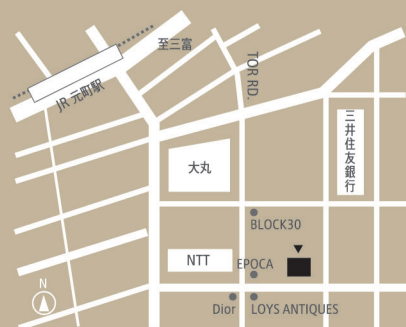 至三富
JR 元町駅
TOR RD.
三井住友銀行
大丸
BLOCK30
NTT
EPOCA
N
Dior
LOYS ANTIQUES